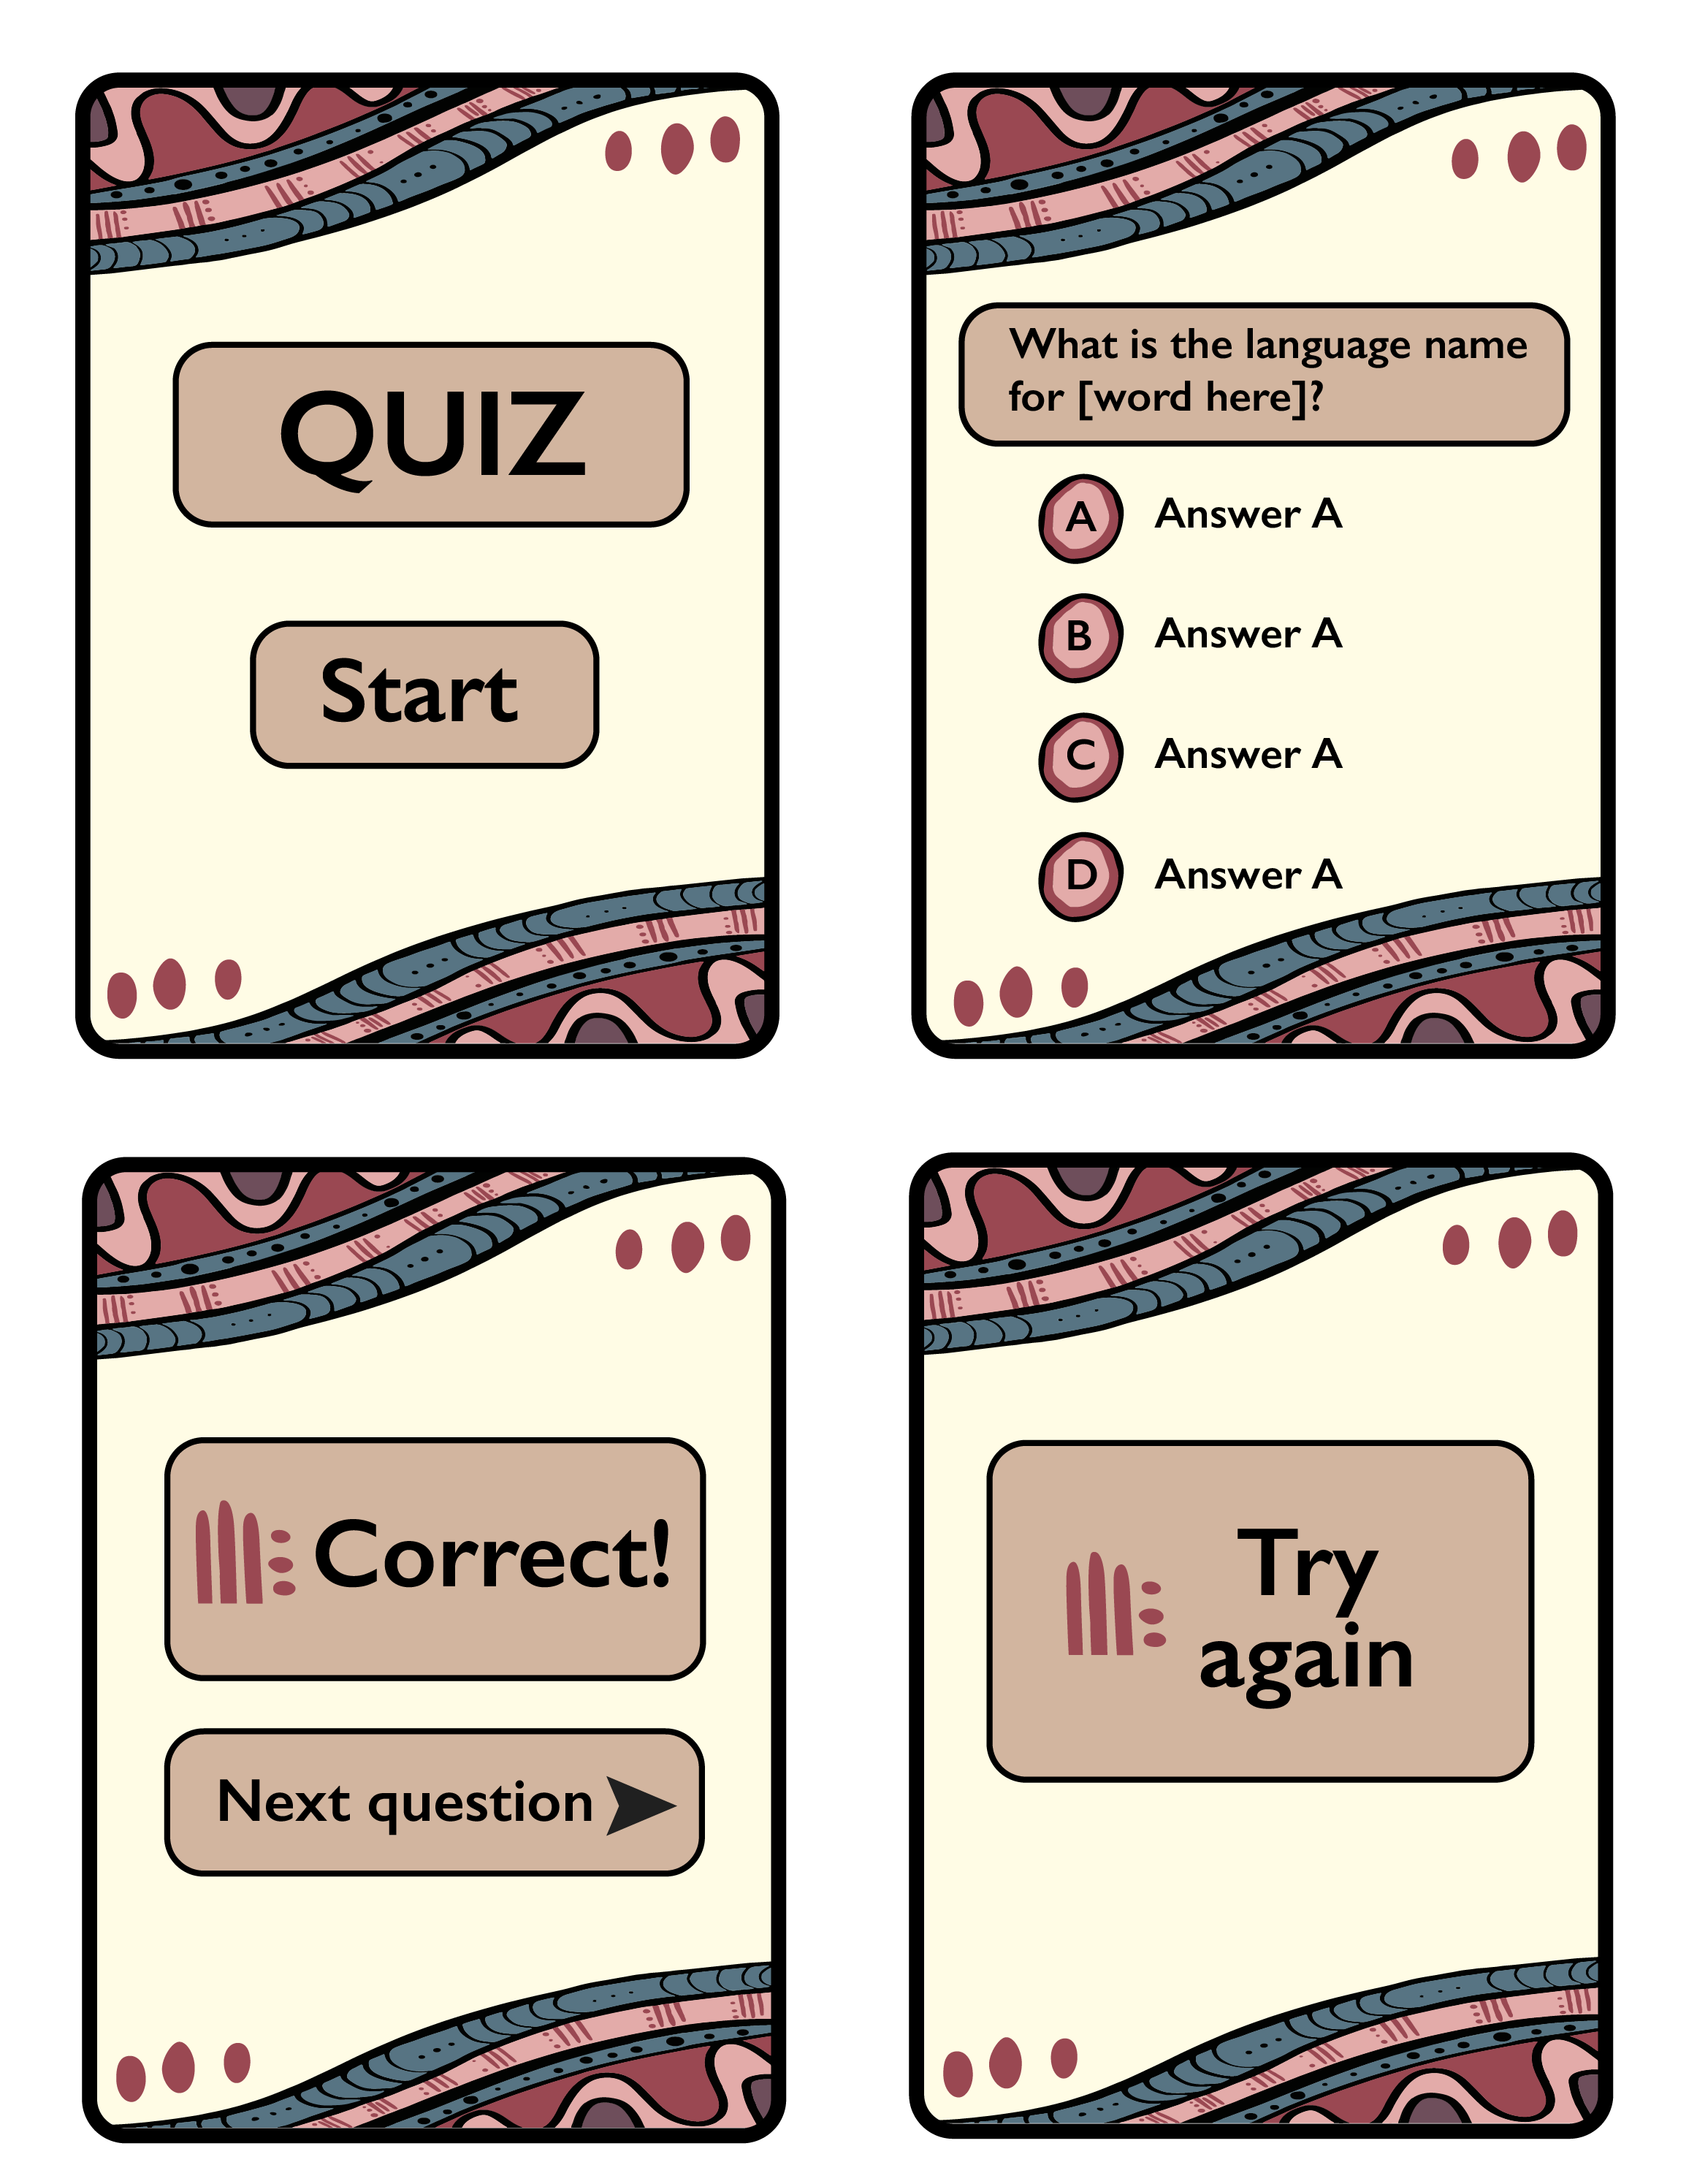 QUIZ
Start
What is the language name
for [word here]?
A Answer A
B Answer A
C Answer A
D Answer A
Correct!
Next question
Try
again